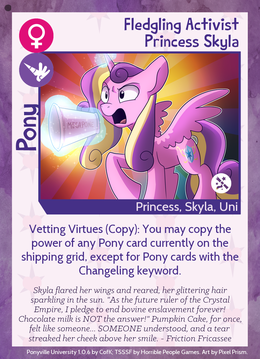 Fledgling Activist
Princess Skyla
Pony
Princess, Skyla, Uni
Vetting Virtues (Copy): You may copy the
power of any Pony card currently on the
shipping grid, except for Pony cards with the
Changeling keyword.
Skyla flared her wings and reared, her glittering hair
sparkling in the sun. "As the future ruler of the Crystal
Empire, I pledge to end bovine enslavement forever!
Chocolate milk is NOT the answer!" Pumpkin Cake, for once,
felt like someone... SOMEONE understood, and a tear
streaked her cheek above her smile. - Friction Fricassee
Ponyville University 1.0.6 by CofK, TSSSF by Horrible People Games. Art by Pixel Prism.